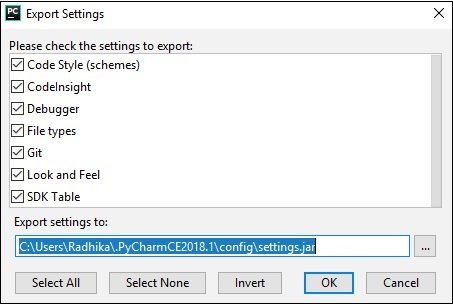 PC Export Settings
Please check the settings to export:
Code Style (schemes)
CodeInsight
Debugger
File types
Git
Look and Feel
SDK Table
Export settings to:
C:\Users\Radhika\.PyCharmCE2018.1\config\settings.jar
...
Select All Select None Invert OK Cancel